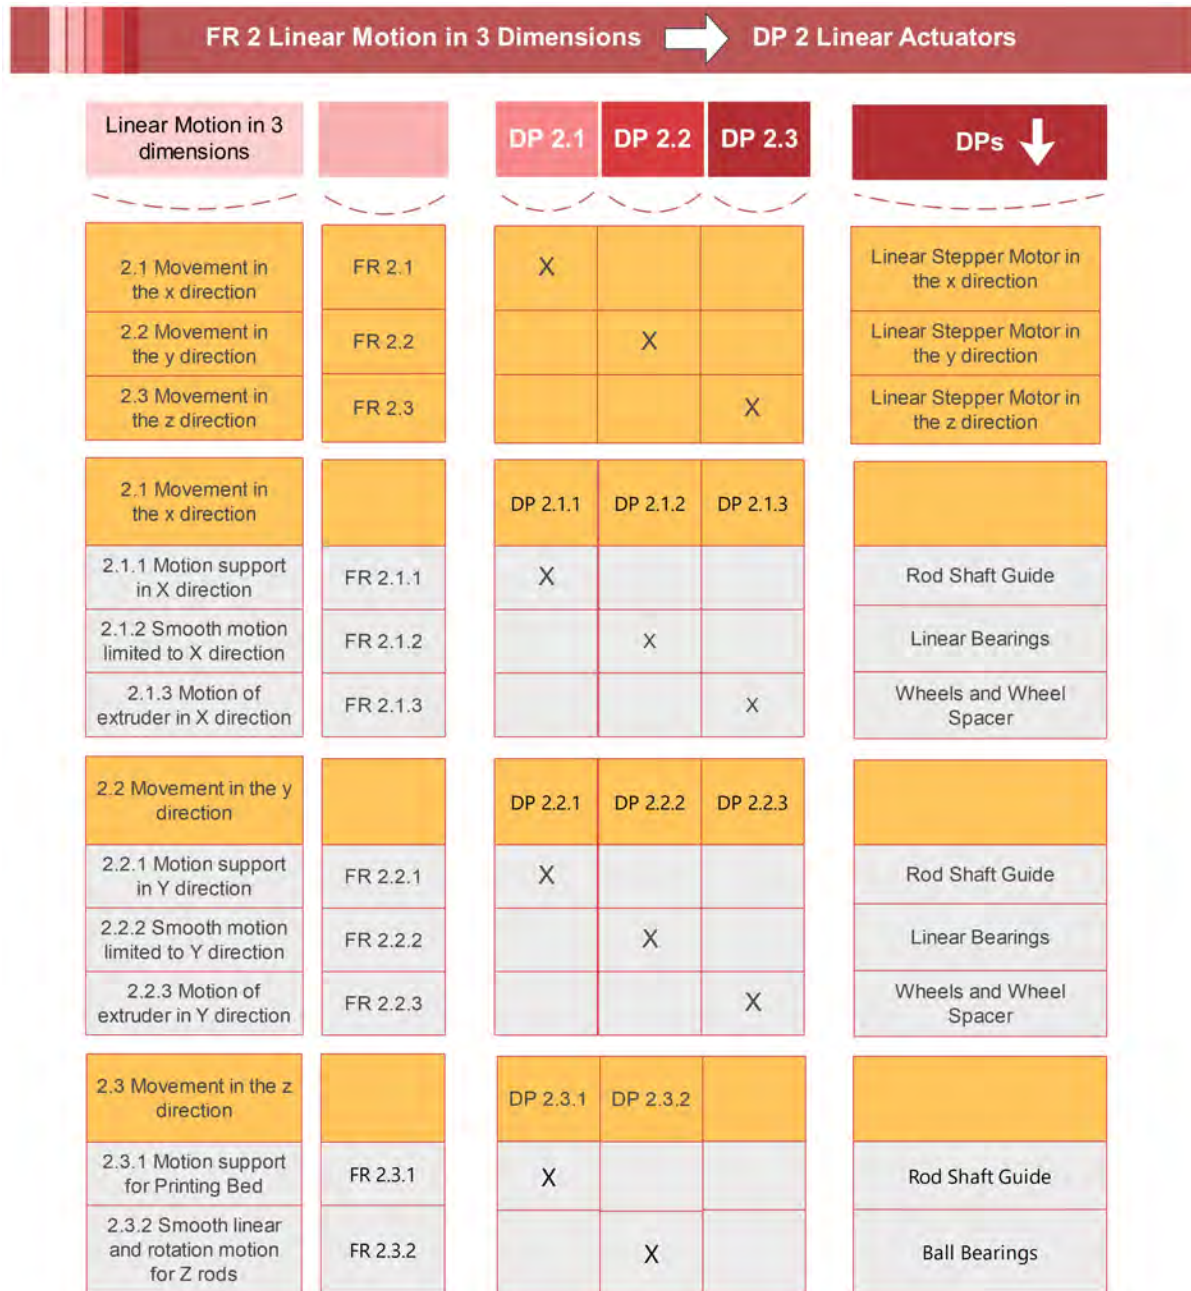 FR 2 Linear Motion in 3 Dimensions DP 2 Linear Actuators
Linear Motion in 3
dimensions
DP 2.1
DP 2.2
DP 2.3
DPs
2.1 Movement in
the x direction
FR 2.1
X
Linear Stepper Motor in
the x direction
2.2 Movement in
the y direction
FR 2.2
X
Linear Stepper Motor in
the y direction
2.3 Movement in
the z direction
FR 2.3
X
Linear Stepper Motor in
the z direction
2.1 Movement in
the x direction
DP 2.1.1
DP 2.1.2
DP 2.1.3
2.1.1 Motion support
in X direction
FR 2.1.1
X
Rod Shaft Guide
2.1.2 Smooth motion
limited to X direction
FR 2.1.2
X
Linear Bearings
2.1.3 Motion of
extruder in X direction
FR 2.1.3
X
Wheels and Wheel
Spacer
2.2 Movement in the y
direction
DP 2.2.1
DP 2.2.2
DP 2.2.3
2.2.1 Motion support
in Y direction
FR 2.2.1
X
Rod Shaft Guide
2.2.2 Smooth motion
limited to Y direction
FR 2.2.2
X
Linear Bearings
2.2.3 Motion of
extruder in Y direction
FR 2.2.3
X
Wheels and Wheel
Spacer
2.3 Movement in the z
direction
DP 2.3.1
DP 2.3.2
2.3.1 Motion support
for Printing Bed
FR 2.3.1
X
Rod Shaft Guide
2.3.2 Smooth linear
and rotation motion
for Z rods
FR 2.3.2
X
Ball Bearings